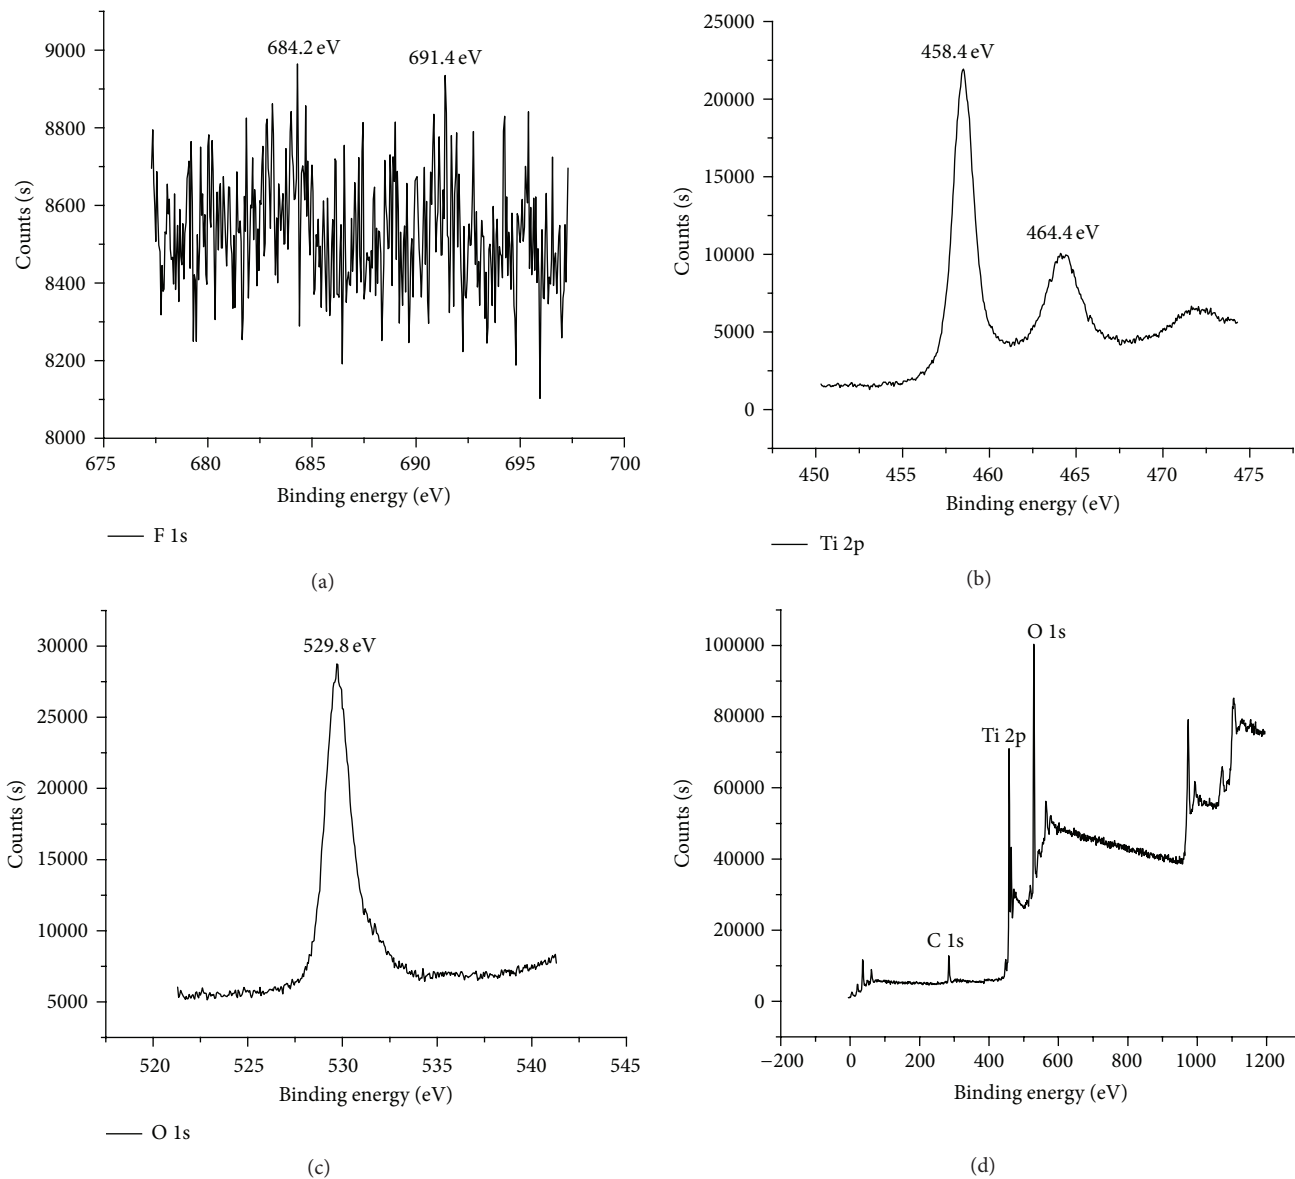 684.2 eV
691.4 eV
9000
8800
8600
8400
8200
8000
Counts (s)
675
680
685
690
695
700
Binding energy (eV)
F 1s
(a)
458.4 eV
464.4 eV
25000
20000
15000
10000
5000
0
Counts (s)
450
455
460
465
470
475
Binding energy (eV)
Ti 2p
(b)
529.8 eV
30000
25000
20000
15000
10000
5000
Counts (s)
520
525
530
535
540
545
Binding energy (eV)
O 1s
(c)
O 1s
Ti 2p
C 1s
100000
80000
60000
40000
20000
0
Counts (s)
−200
0
200
400
600
800
1000
1200
Binding energy (eV)
(d)